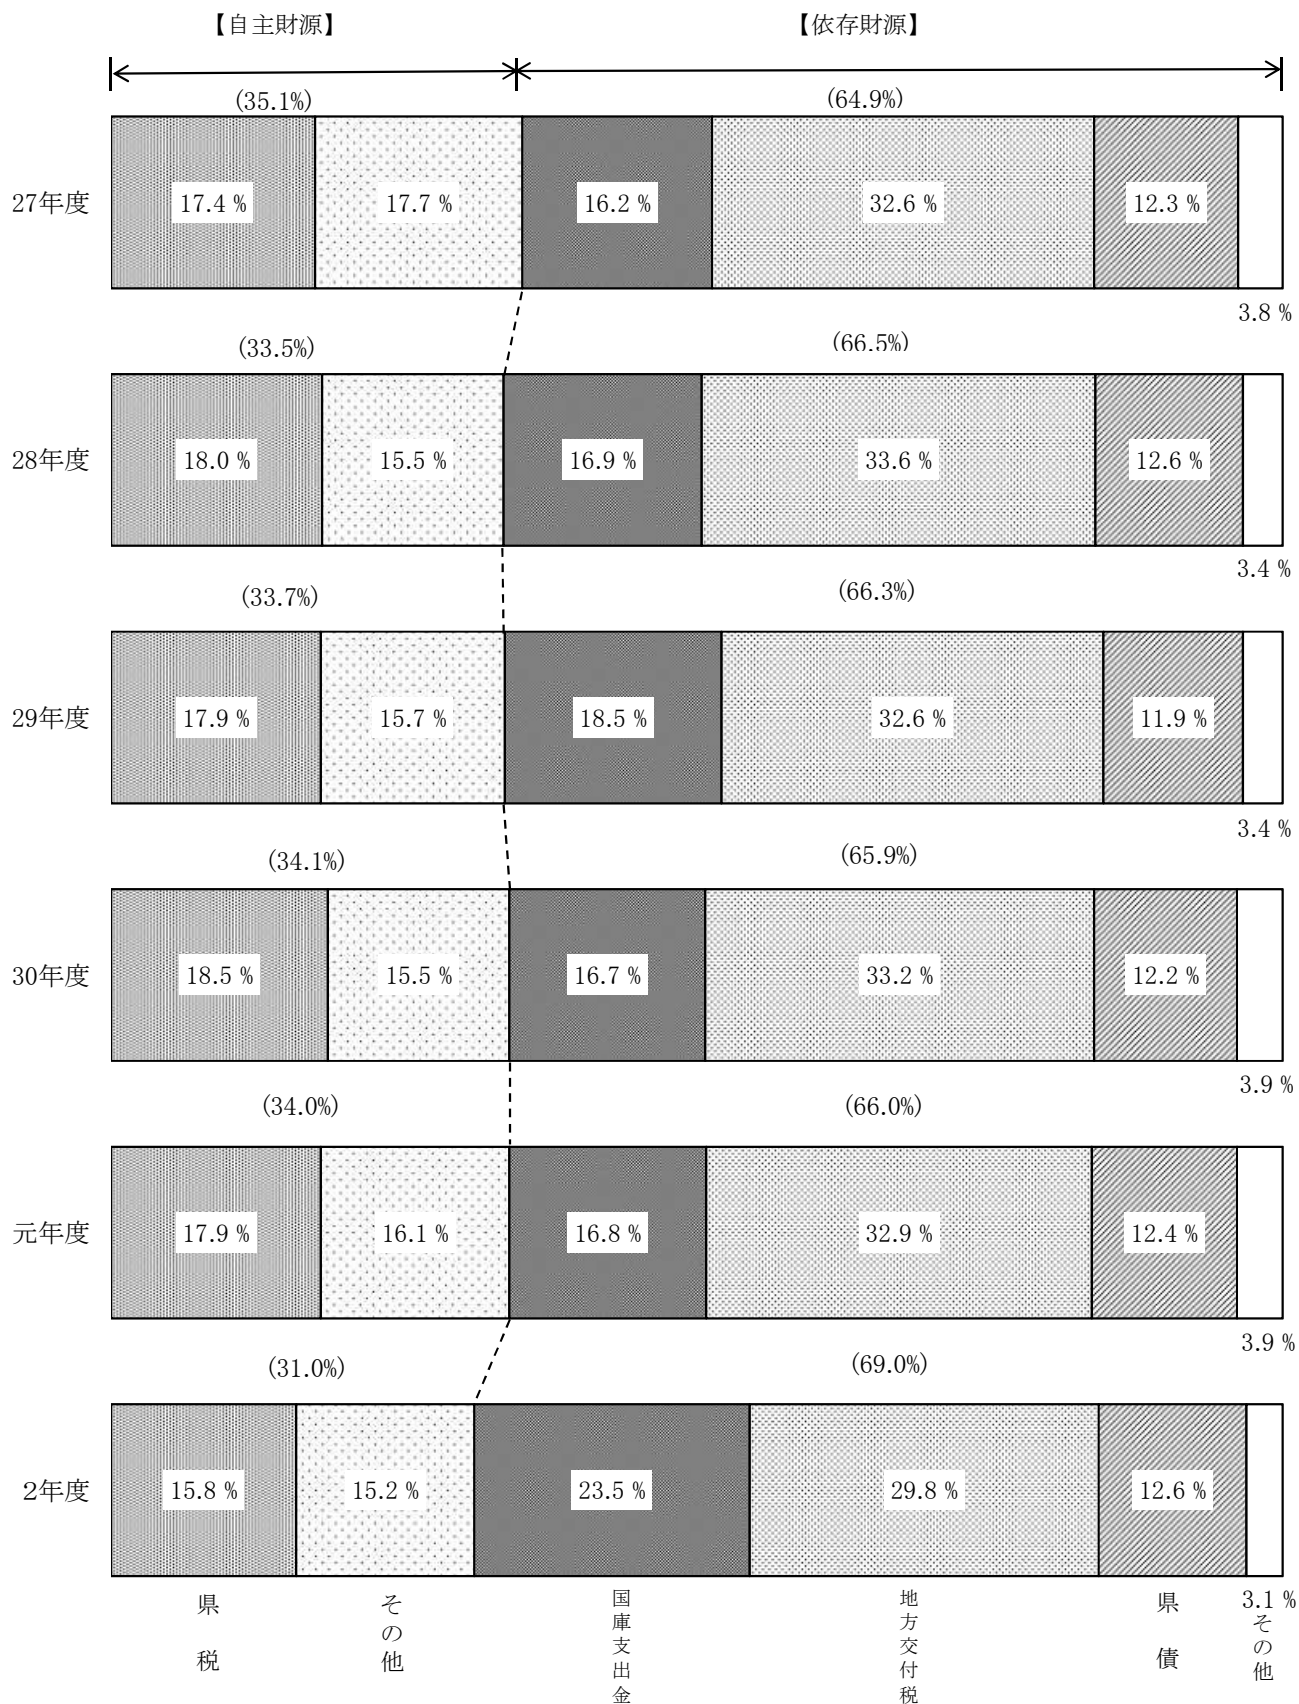 【自主財源】 【依存財源】
(35.1%) (64.9%)
27年度 17.4 % 17.7 % 16.2 % 32.6 % 12.3 %
3.8 %
(33.5%) (66.5%)
28年度 18.0 % 15.5 % 16.9 % 33.6 % 12.6 %
3.4 %
(33.7%) (66.3%)
29年度 17.9 % 15.7 % 18.5 % 32.6 % 11.9 %
3.4 %
(34.1%) (65.9%)
30年度 18.5 % 15.5 % 16.7 % 33.2 % 12.2 %
3.9 %
(34.0%) (66.0%)
元年度 17.9 % 16.1 % 16.8 % 32.9 % 12.4 %
3.9 %
(31.0%) (69.0%)
2年度 15.8 % 15.2 % 23.5 % 29.8 % 12.6 %
3.1 %
県税
その他
国庫支出金
地方交付税
県債
その他